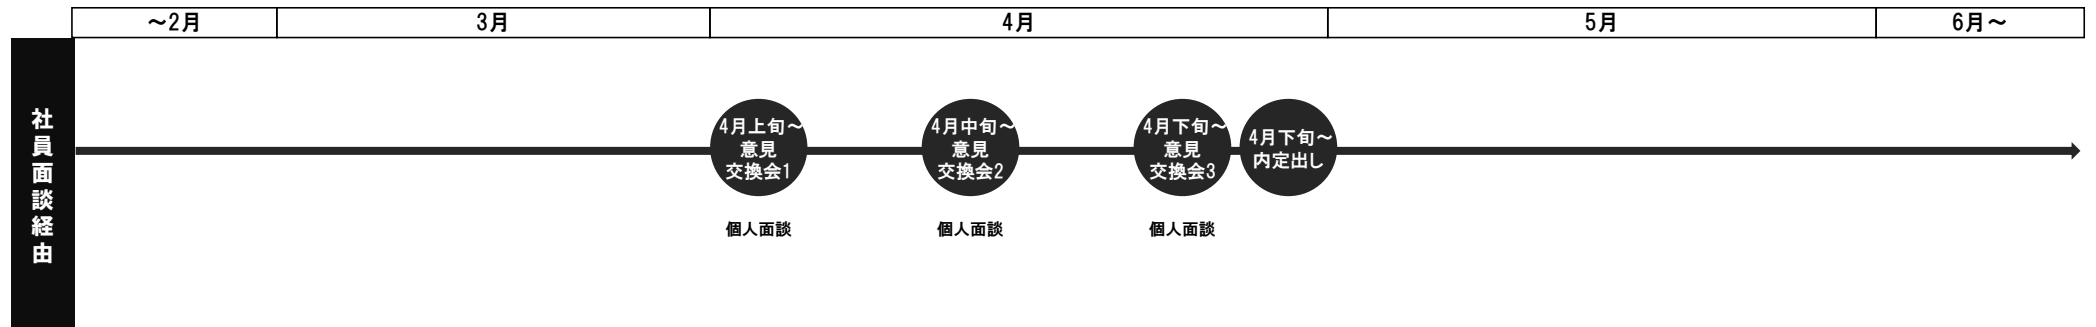 ～2月
3月
4月
5月
6月～
社員面談経由
4月上旬～
意見
交換会1
4月中旬～
意見
交換会2
4月下旬～
意見
交換会3
4月下旬～
内定出し
個人面談
個人面談
個人面談